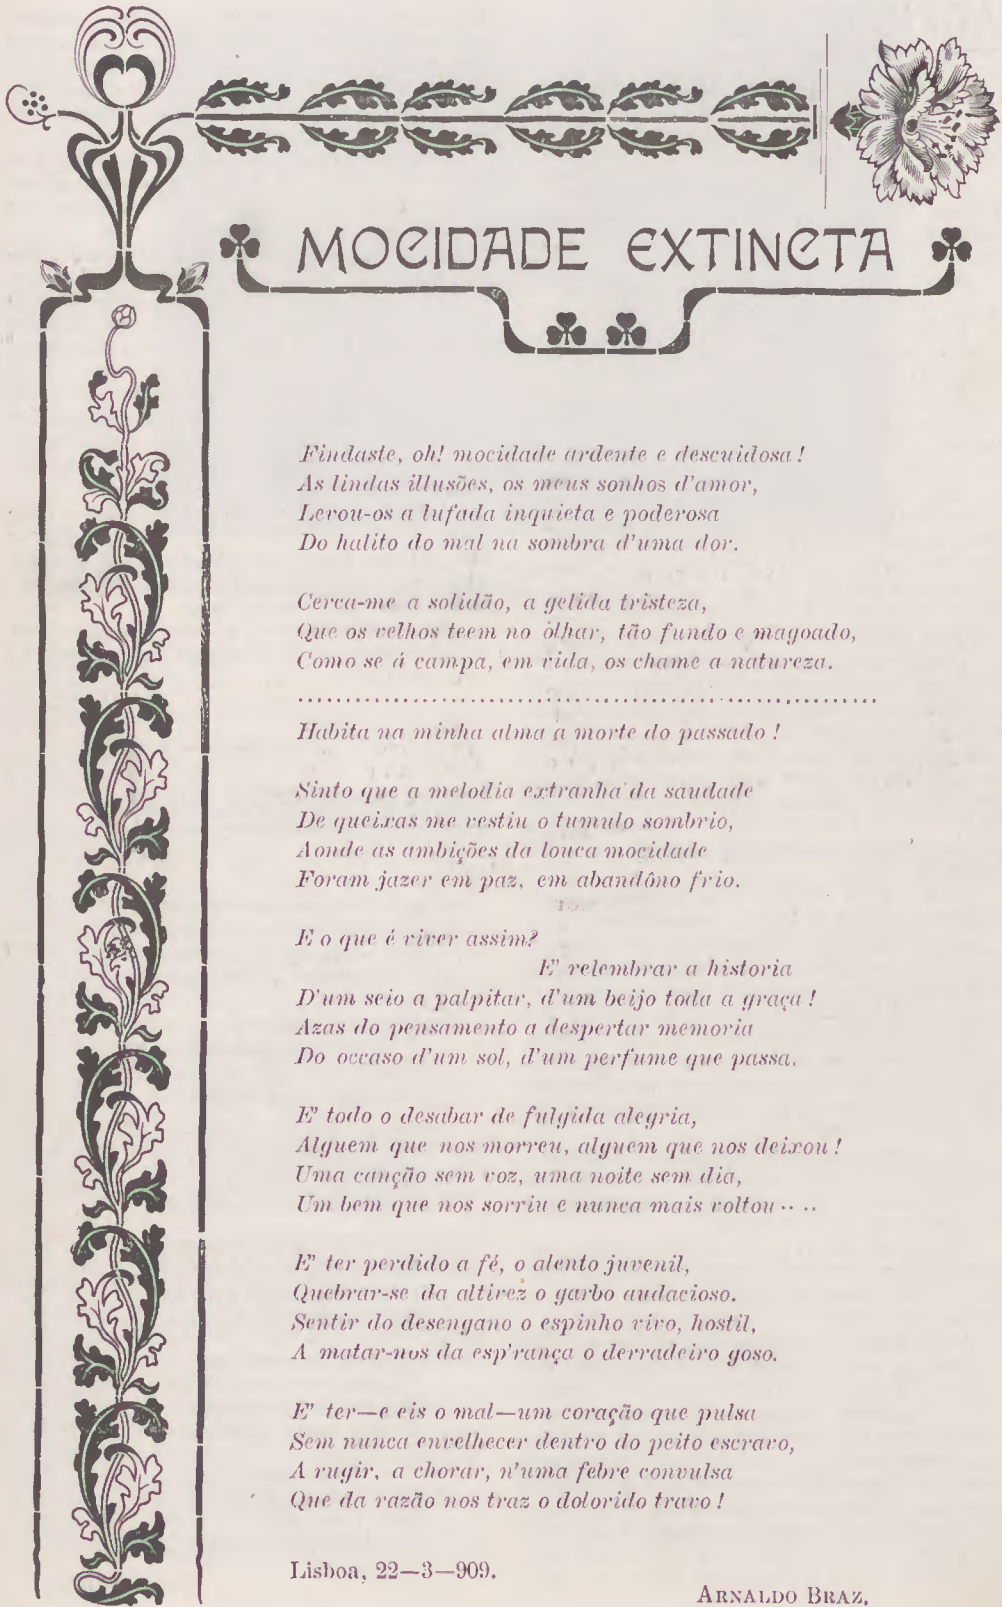 MOCIDADE EXTINCTA
Findaste, oh! mocidade ardente e descuidosa!
As lindas illusões, os meus sonhos d'amor,
Levou-os a lufada inquieta e poderosa
Do halito do mal na sombra d'uma dor.
Cerca-me a solidão, a gelida tristeza,
Que os velhos teem no òlhar, tão fundo e magoado,
Como se á campa, em vida, os chame a natureza.
..........................................................
Habita na minha alma a morte do passado!
Sinto que a melodia extranha da saudade
De queixas me vestiu o tumulo sombrio,
Aonde as ambições da louca mocidade
Foram jazer em paz, em abandôno frio.
E o que é viver assim?
E' relembrar a historia
D'um seio a palpitar, d'um beijo toda a graça!
Azas do pensamento a despertar memoria
Do occaso d'um sol, d'um perfume que passa.
E' todo o desabar de fulgida alegria,
Alguem que nos morreu, alguem que nos deixou!
Uma canção sem voz, uma noite sem dia,
Um bem que nos sorriu e nunca mais voltou....
E' ter perdido a fé, o alento juvenil,
Quebrar-se da altivez o garbo audacioso.
Sentir do desengano o espinho vivo, hostil,
A matar-nos da esp'rança o derradeiro goso.
E' ter—e eis o mal—um coração que pulsa
Sem nunca envelhecer dentro do peito escravo,
A rugir, a chorar, n'uma febre convulsa
Que da razão nos traz o dolorido travo!
Lisboa, 22—3—909.
ARNALDO BRAZ.